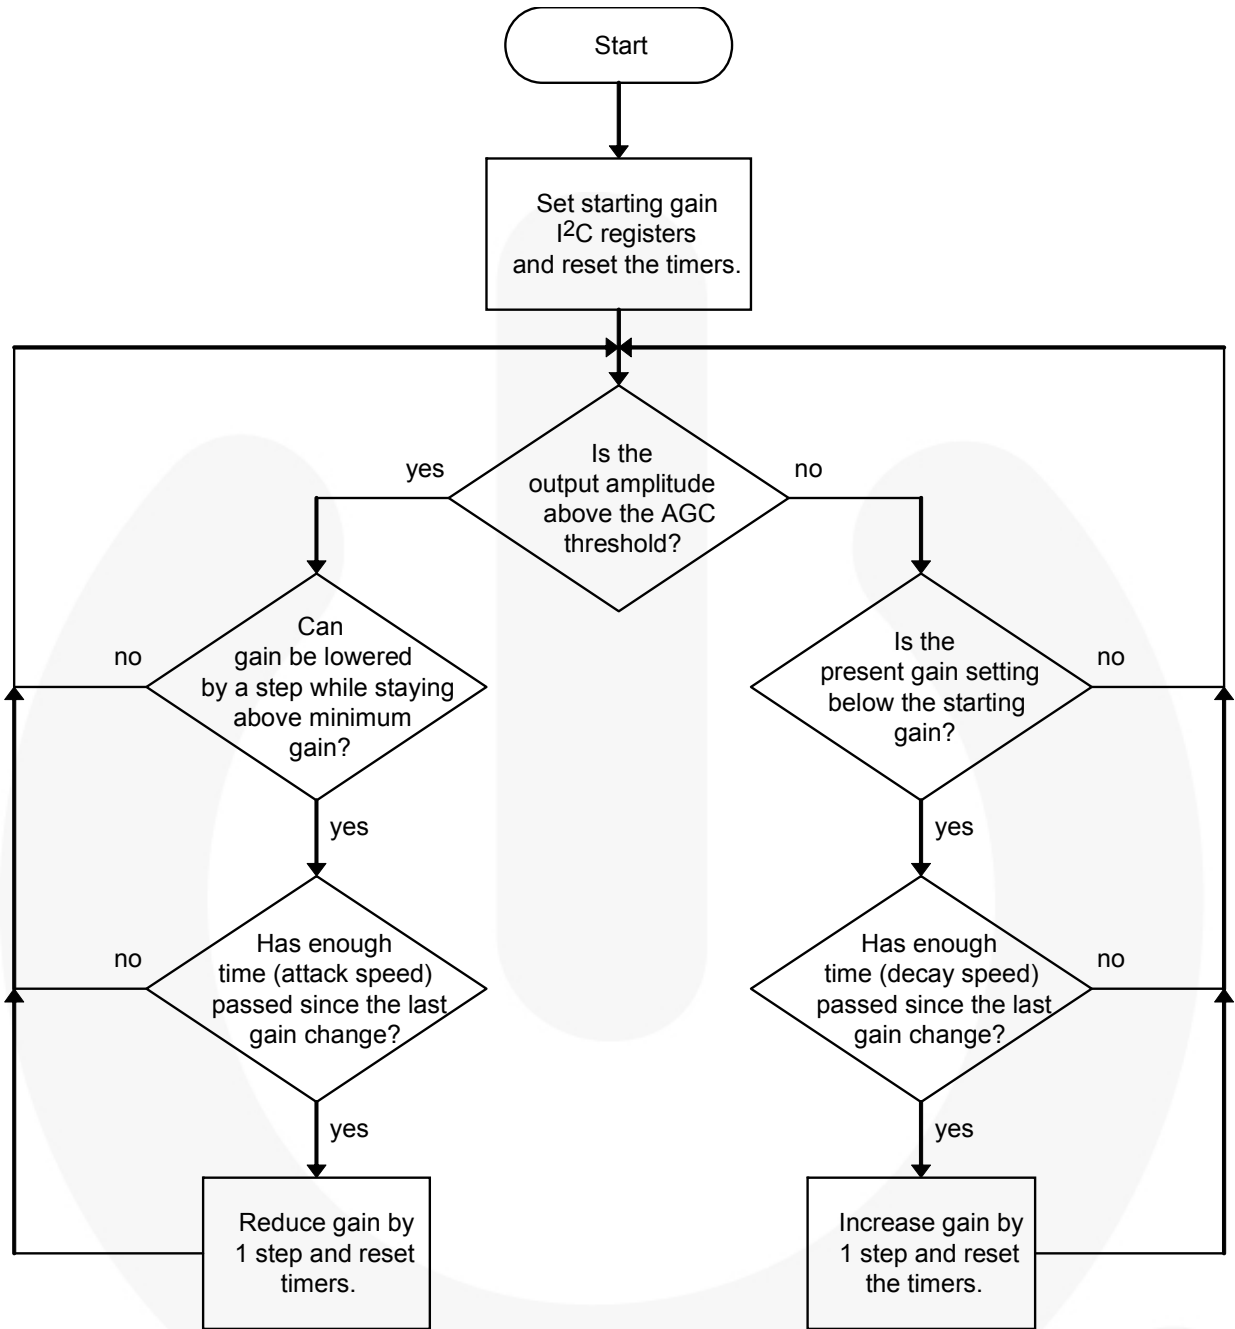 Start
Set starting gain
I²C registers
and reset the timers.
Is the
output amplitude
above the AGC
threshold?
yes
no
Can
gain be lowered
by a step while staying
above minimum
gain?
no
yes
Is the
present gain setting
below the starting
gain?
no
yes
Has enough
time (attack speed)
passed since the last
gain change?
no
yes
Has enough
time (decay speed)
passed since the last
gain change?
no
yes
Reduce gain by
1 step and reset
timers.
Increase gain by
1 step and reset
the timers.